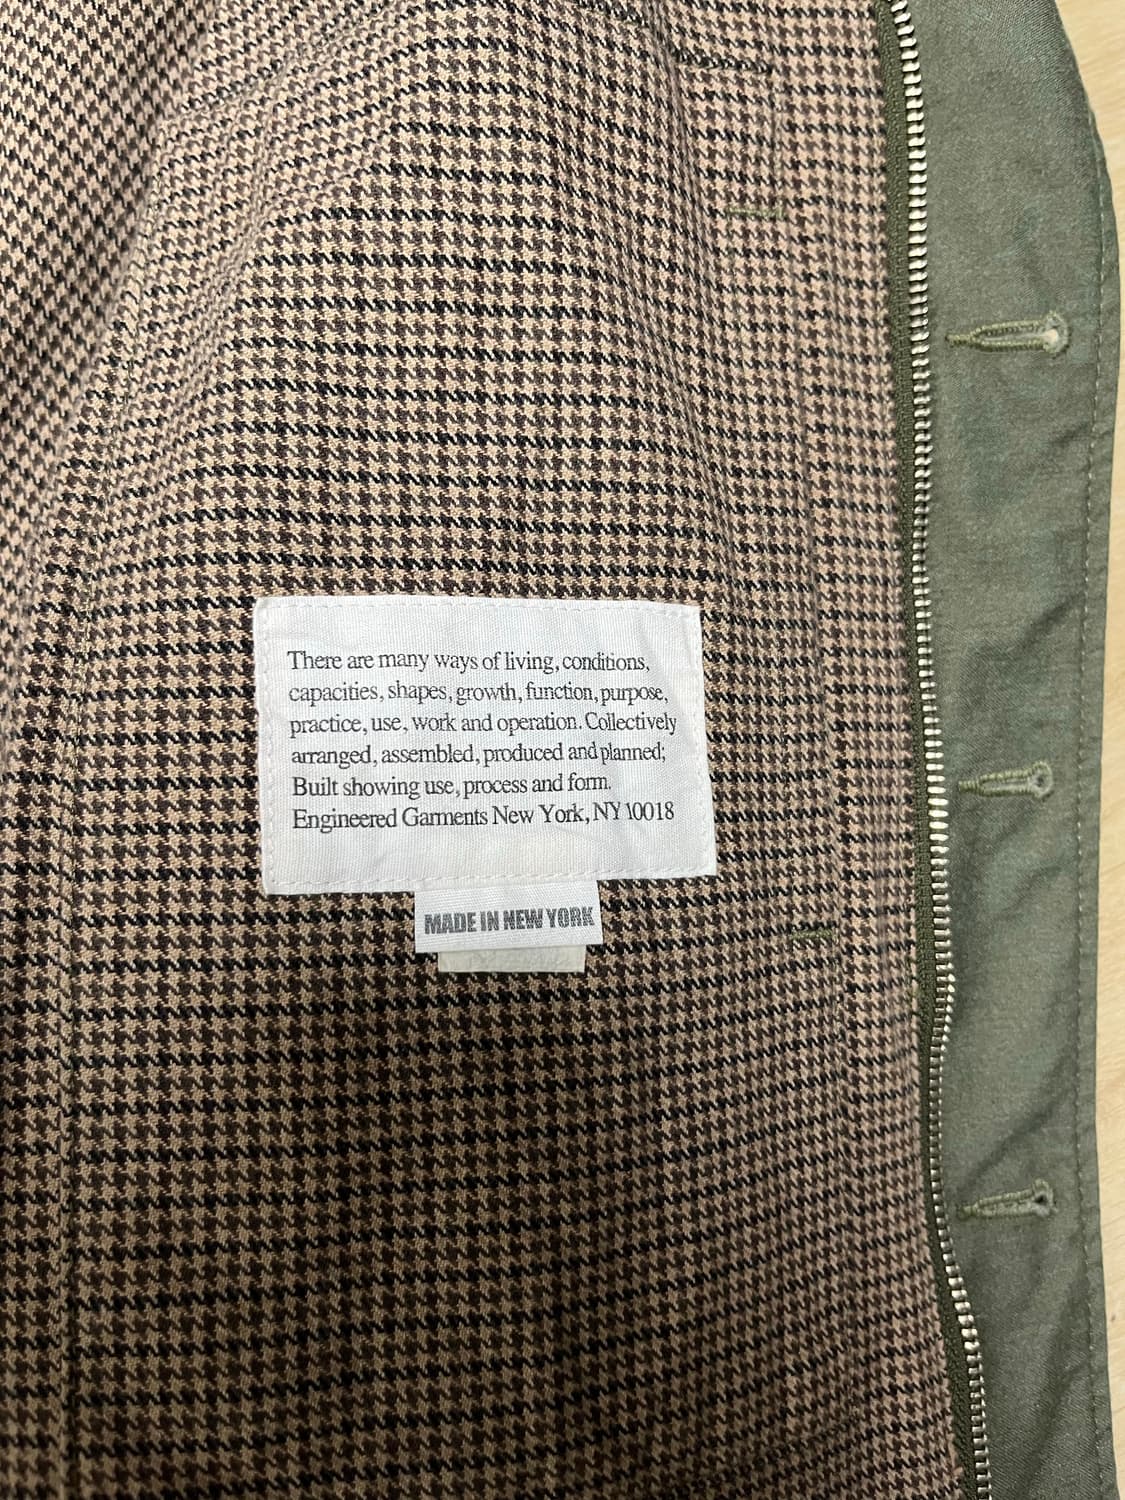 There are many ways of living, conditions,
capacities, shapes, growth, function, purpose,
practice, use, work and operation. Collectively
arranged, assembled, produced and planned;
Built showing use, process and form.
Engineered Garments New York, NY 10018
MADE IN NEW YORK